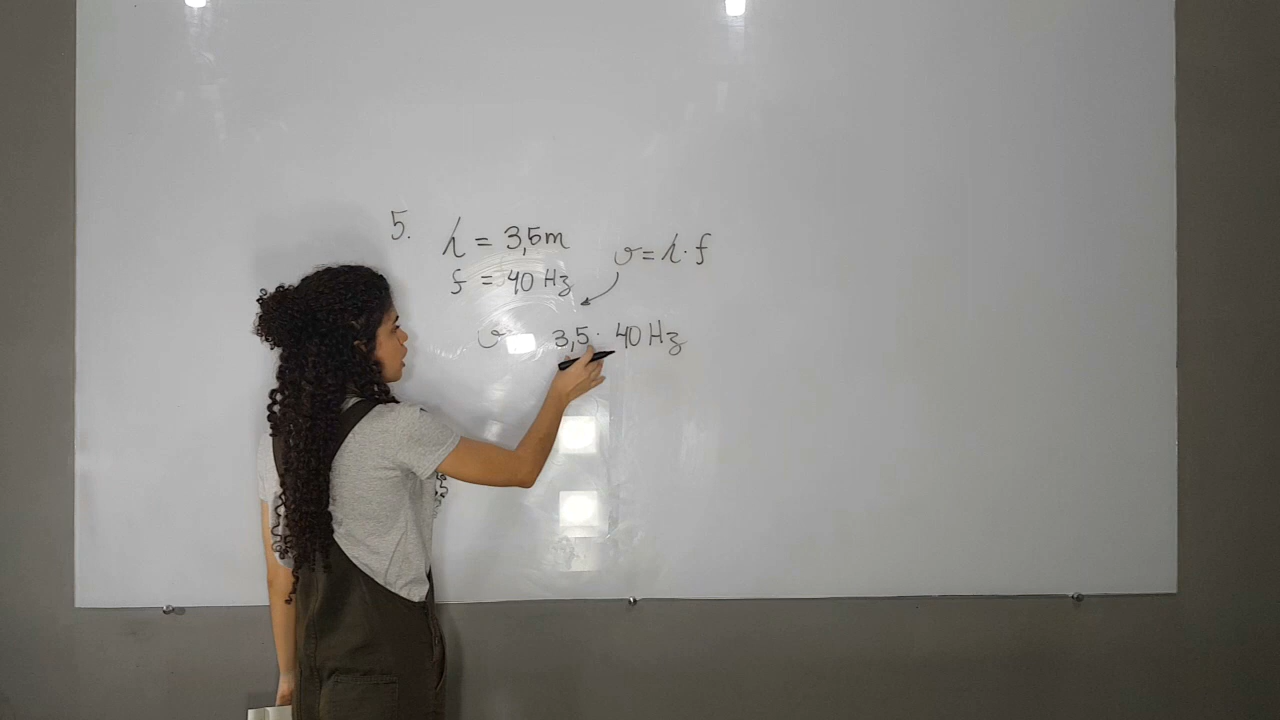 5. λ = 3,5m
f = 40 Hz
v = λ · f
v 3,5 · 40 Hz